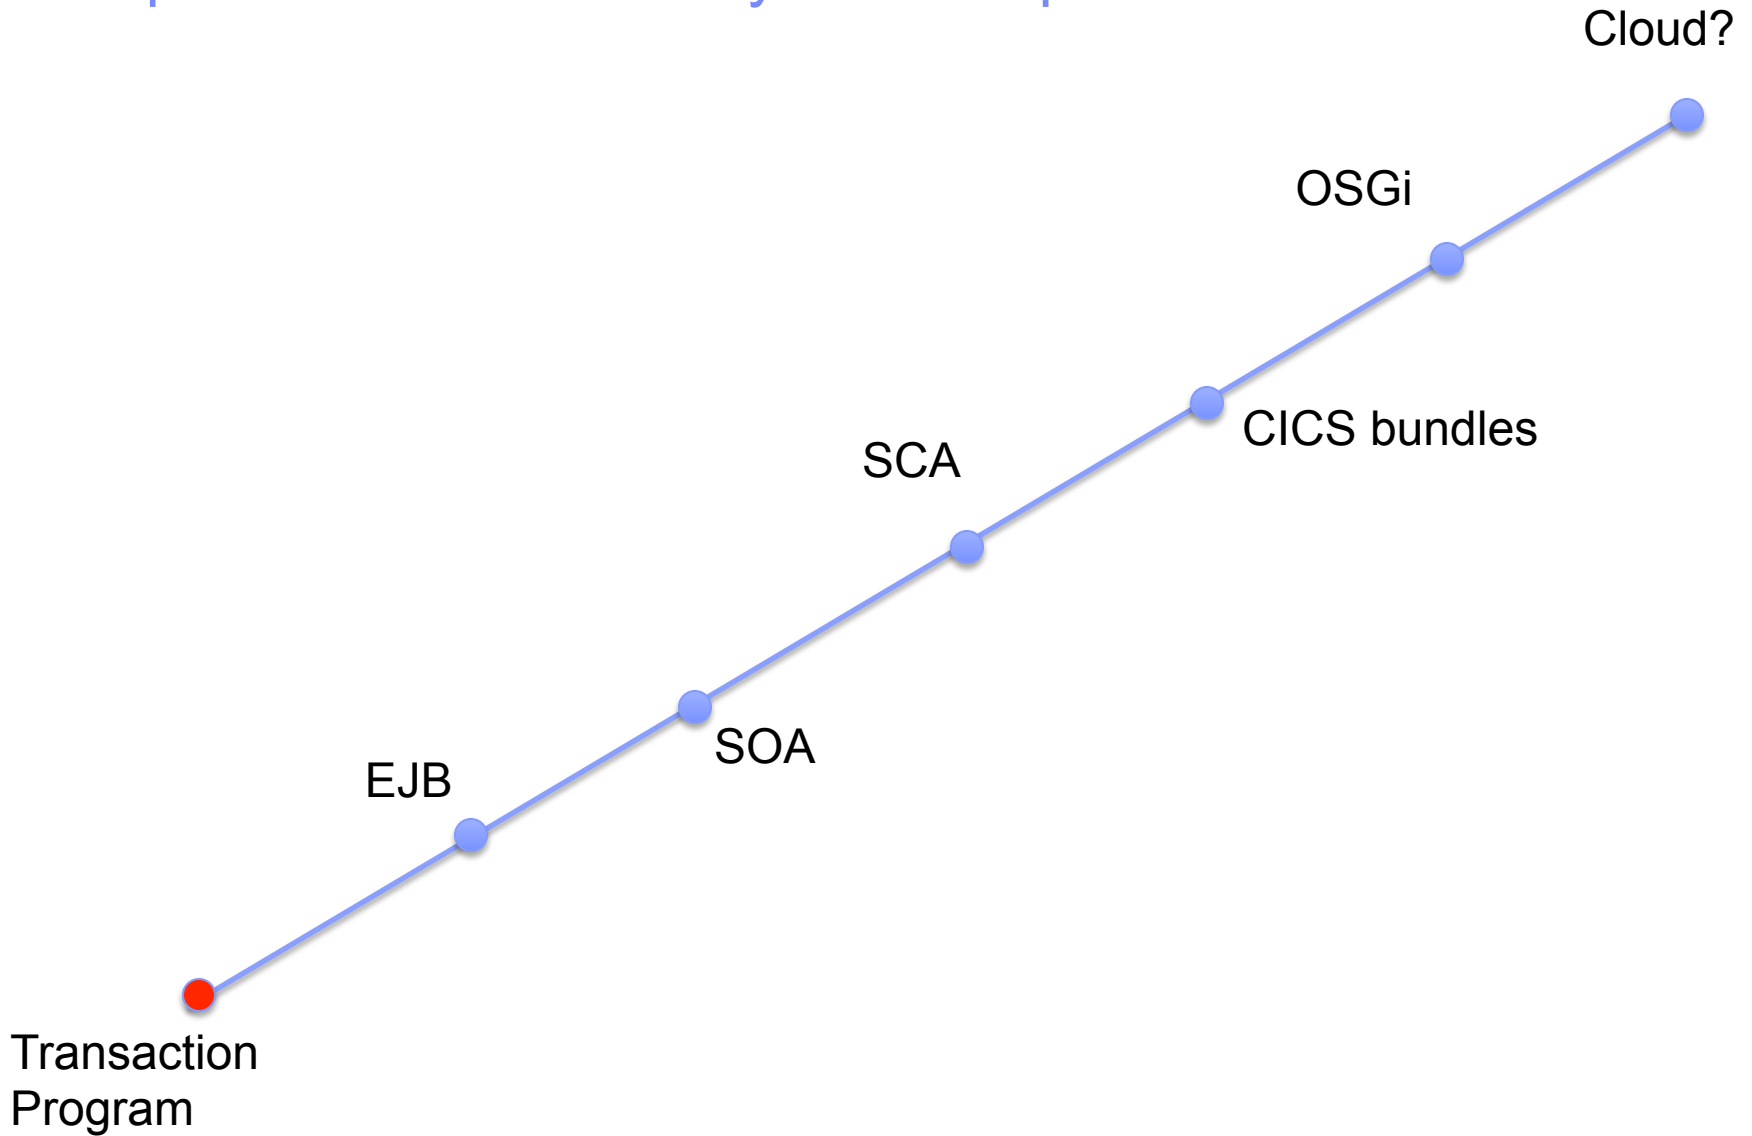 Cloud?
OSGi
CICS bundles
SCA
SOA
EJB
Transaction
Program